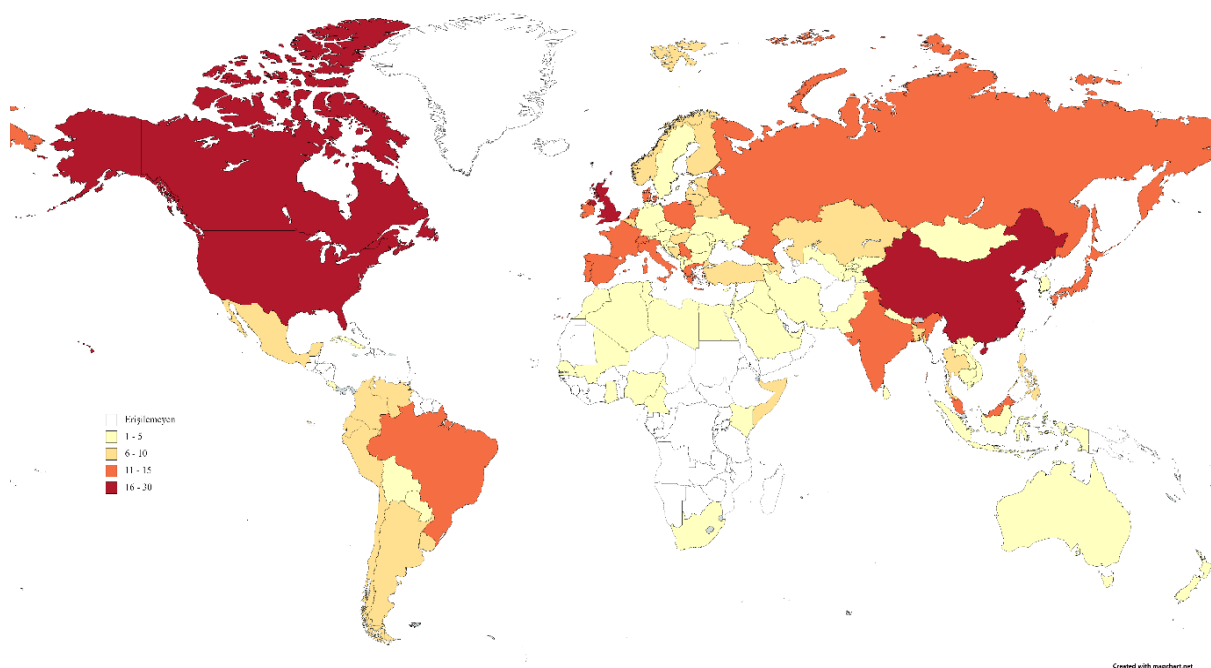 Erişilemeyen
1 - 5
6 - 10
11 - 15
16 - 30
Created with mapchart.net